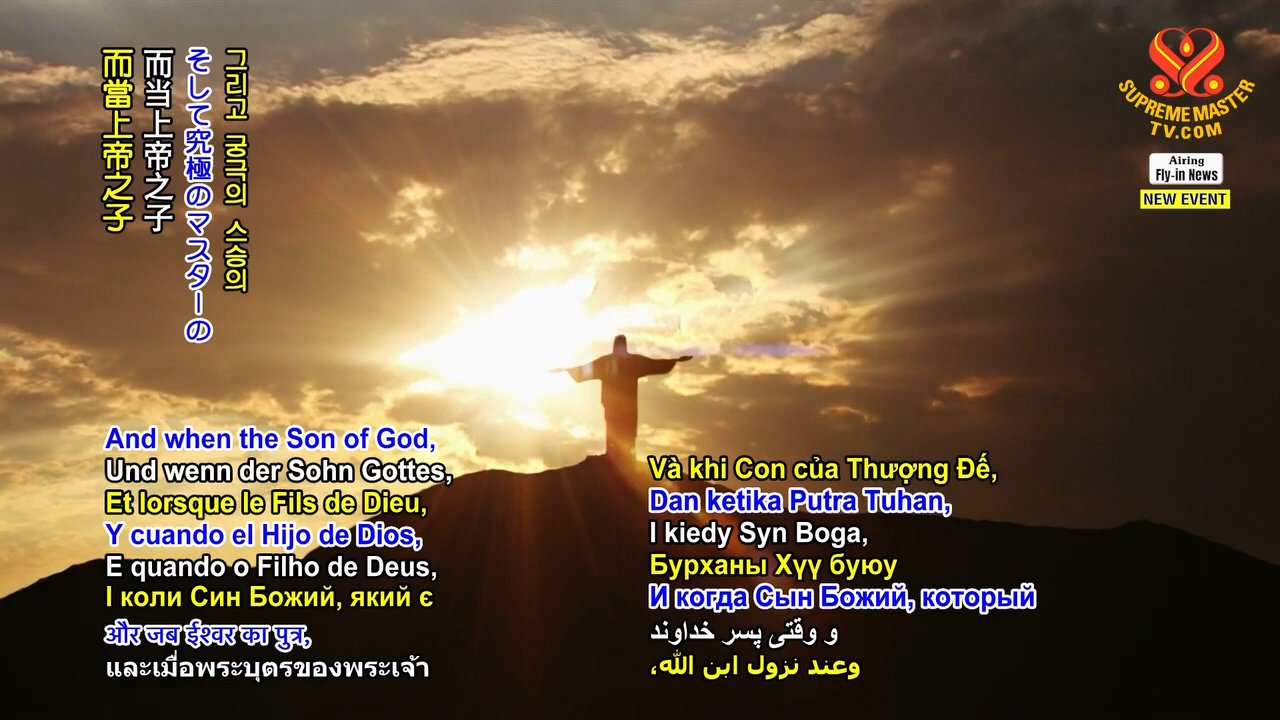 그리고 궁극의 스승의
そして究極のマスターの
而当上帝之子
而當上帝之子
SUPREME MASTER
TV.COM
Airing
Fly-in News
NEW EVENT
And when the Son of God,
Und wenn der Sohn Gottes,
Et lorsque le Fils de Dieu,
Y cuando el Hijo de Dios,
E quando o Filho de Deus,
І коли Син Божий, який є
और जब ईश्वर का पुत्र,
และเมื่อพระบุตรของพระเจ้า
Và khi Con của Thượng Đế,
Dan ketika Putra Tuhan,
I kiedy Syn Boga,
Бурханы Хүү буюу
И когда Сын Божий, который
و وقتی پسر خداوند
وعند نزول ابن الله،